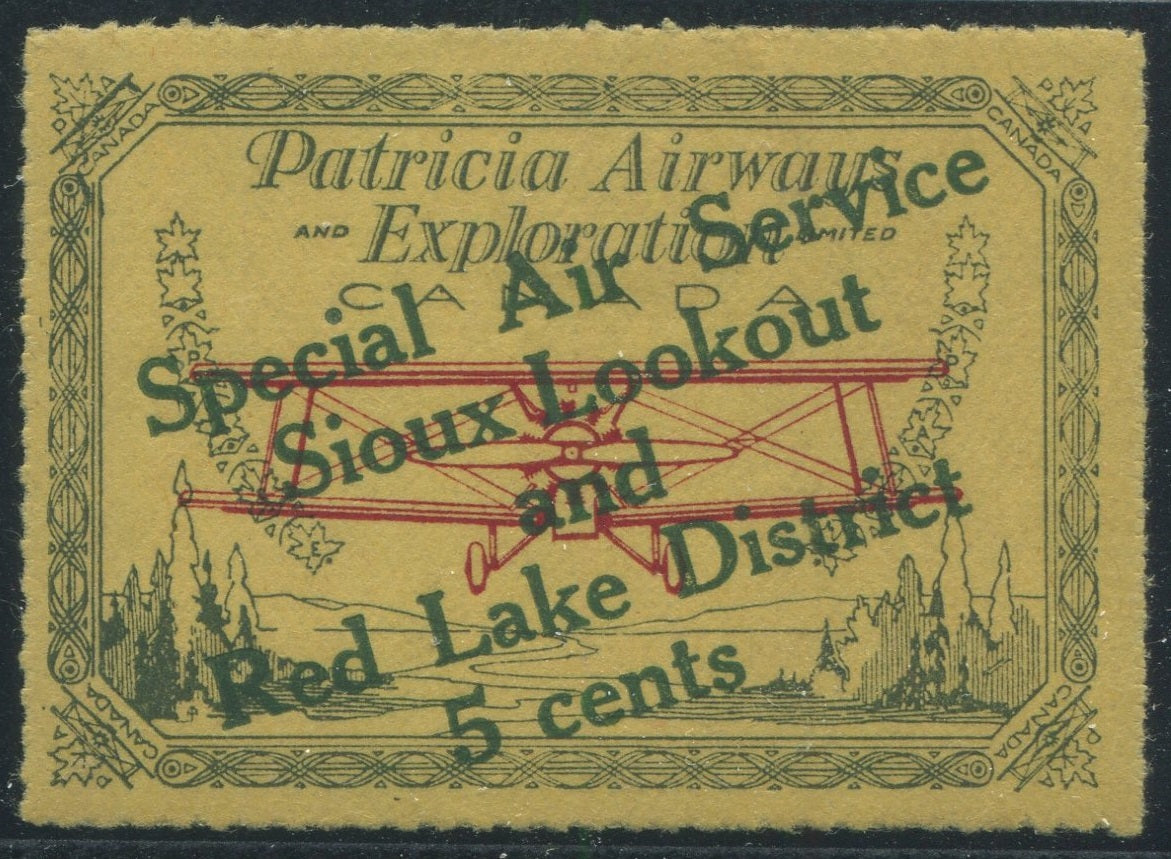 Patricia Airways
AND Exploration LIMITED
CANADA
Special Air Service
Sioux Lookout
and
Red Lake District
5 cents
CANADA
CANADA
CANADA
CANADA